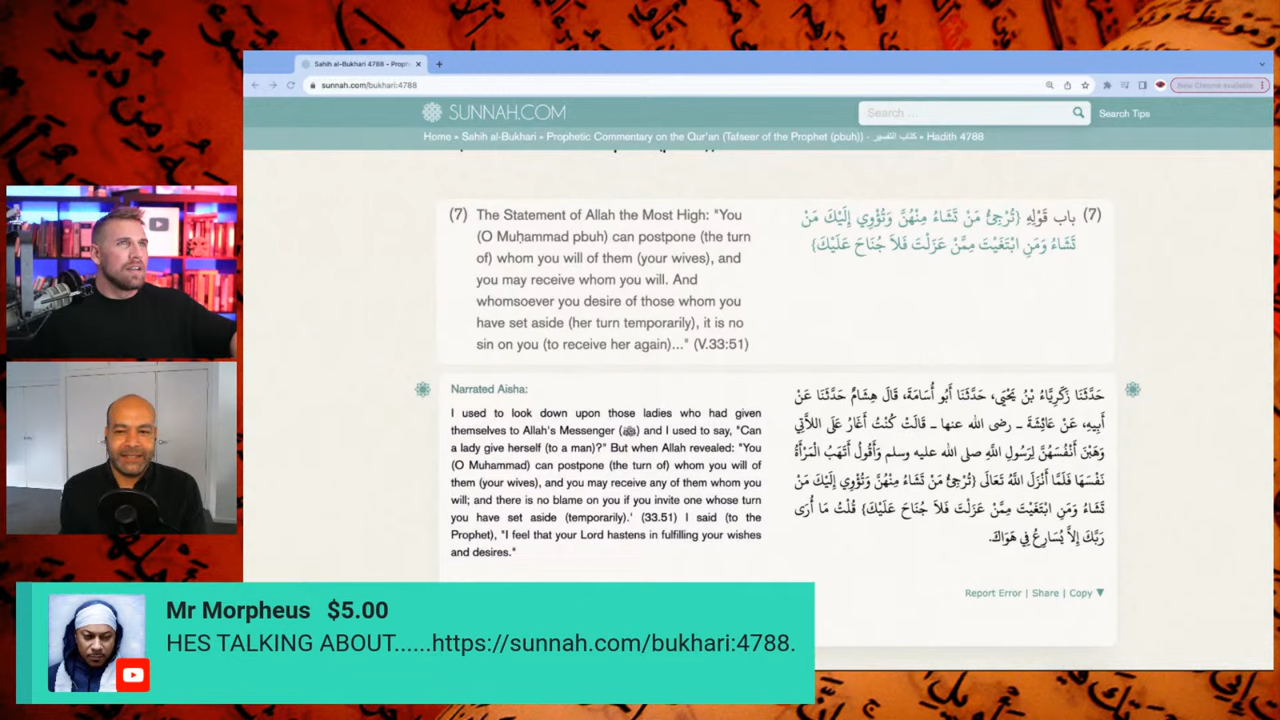 Sahih al-Bukhari 4788 - Proph
sunnah.com/bukhari:4788
New Chrome available
SUNNAH.COM
Search …
Search Tips
Home » Sahih al-Bukhari » Prophetic Commentary on the Qur'an (Tafseer of the Prophet (pbuh)) - كتاب التفسير » Hadith 4788
(7) The Statement of Allah the Most High: "You
(O Muḥammad pbuh) can postpone (the turn
of) whom you will of them (your wives), and
you may receive whom you will. And
whomsoever you desire of those whom you
have set aside (her turn temporarily), it is no
sin on you (to receive her again)..." (V.33:51)
(7) باب قَوْلِهِ {تُرْجِئُ مَنْ تَشَاءُ مِنْهُنَّ وَتُؤْوِي إِلَيْكَ مَنْ
تَشَاءُ وَمَنِ ابْتَغَيْتَ مِمَّنْ عَزَلْتَ فَلاَ جُنَاحَ عَلَيْكَ}
Narrated Aisha:
I used to look down upon those ladies who had given
themselves to Allah's Messenger (ﷺ) and I used to say, "Can
a lady give herself (to a man)?" But when Allah revealed: "You
(O Muhammad) can postpone (the turn of) whom you will of
them (your wives), and you may receive any of them whom you
will; and there is no blame on you if you invite one whose turn
you have set aside (temporarily).' (33.51) I said (to the
Prophet), "I feel that your Lord hastens in fulfilling your wishes
and desires."
حَدَّثَنَا زَكَرِيَّاءُ بْنُ يَحْيَى، حَدَّثَنَا أَبُو أُسَامَةَ، قَالَ هِشَامٌ حَدَّثَنَا عَنْ
أَبِيهِ، عَنْ عَائِشَةَ ـ رضى الله عنها ـ قَالَتْ كُنْتُ أَغَارُ عَلَى اللاَّتِي
وَهَبْنَ أَنْفُسَهُنَّ لِرَسُولِ اللَّهِ صلى الله عليه وسلم وَأَقُولُ أَتَهَبُ الْمَرْأَةُ
نَفْسَهَا فَلَمَّا أَنْزَلَ اللَّهُ تَعَالَى {تُرْجِئُ مَنْ تَشَاءُ مِنْهُنَّ وَتُؤْوِي إِلَيْكَ مَنْ
تَشَاءُ وَمَنِ ابْتَغَيْتَ مِمَّنْ عَزَلْتَ فَلاَ جُنَاحَ عَلَيْكَ} قُلْتُ مَا أُرَى
رَبَّكَ إِلاَّ يُسَارِعُ فِي هَوَاكَ.
Report Error | Share | Copy ▼
Mr Morpheus $5.00
HES TALKING ABOUT......https://sunnah.com/bukhari:4788.